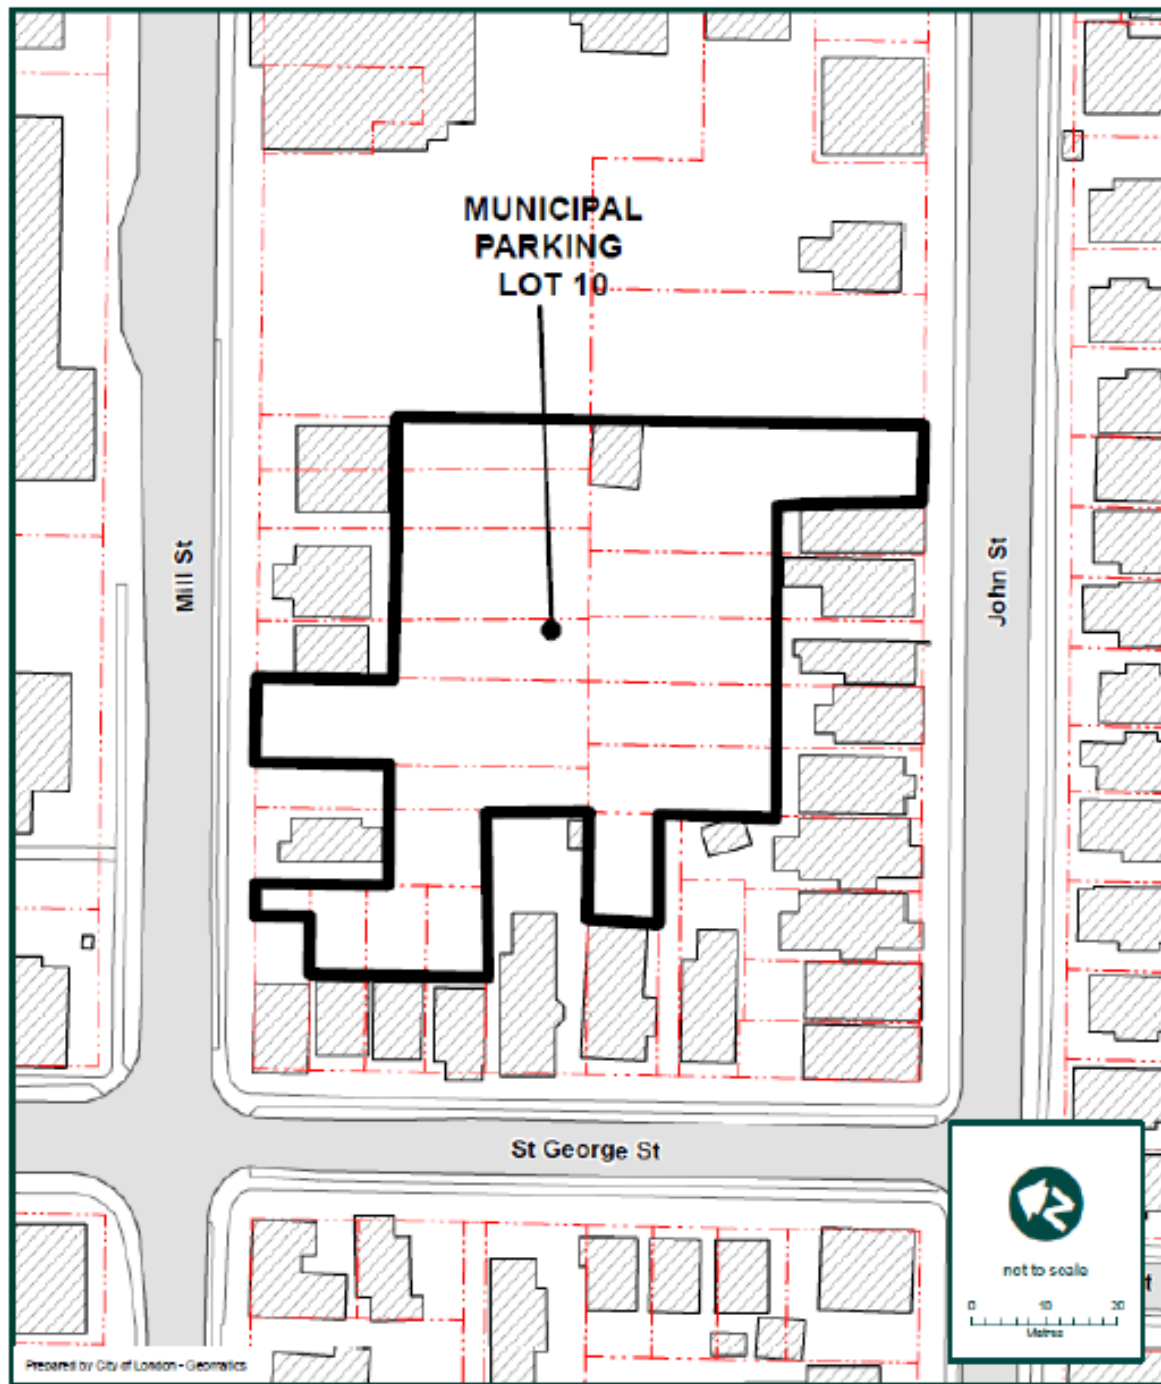 MUNICIPAL
PARKING
LOT 10
Mill St
John St
St George St
N
not to scale
0 10 20
Metres
t
Prepared by City of London - Geomatics